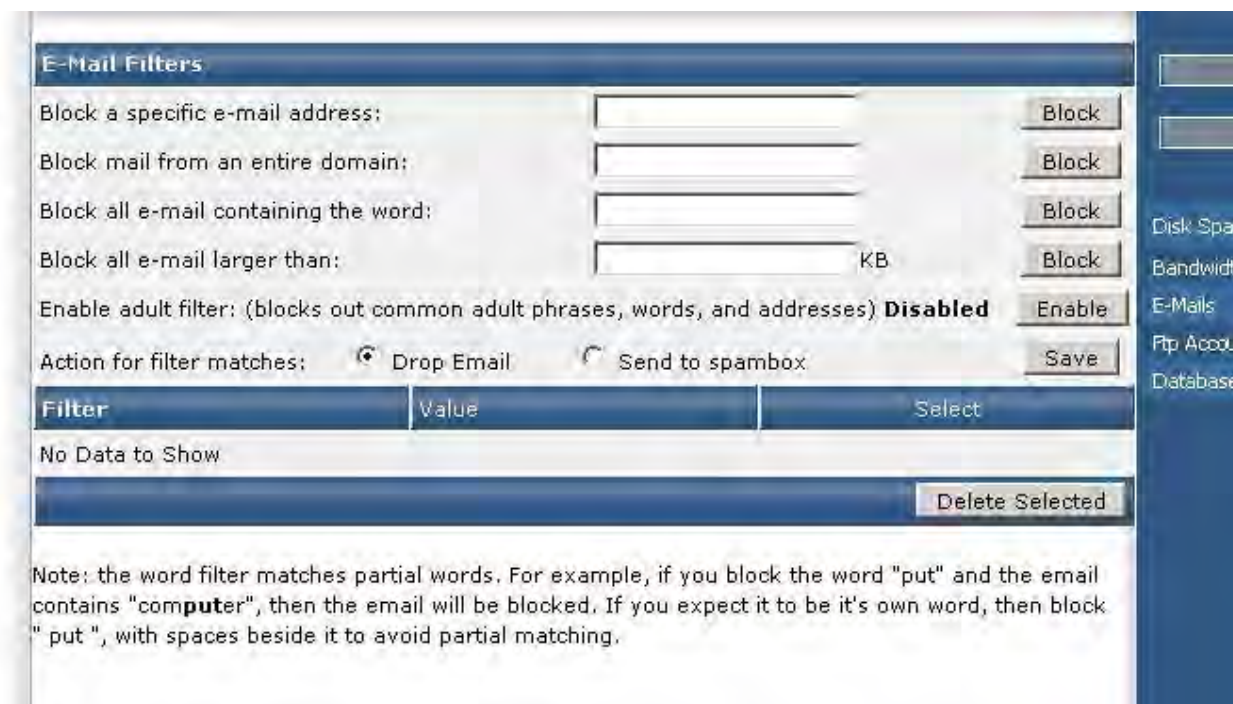 E-Mail Filters
Block a specific e-mail address: Block
Block mail from an entire domain: Block
Block all e-mail containing the word: Block
Block all e-mail larger than: KB Block
Enable adult filter: (blocks out common adult phrases, words, and addresses) Disabled Enable
Action for filter matches: Drop Email Send to spambox Save
Filter Value Select
No Data to Show
Delete Selected
Note: the word filter matches partial words. For example, if you block the word "put" and the email
contains "computer", then the email will be blocked. If you expect it to be it's own word, then block
" put ", with spaces beside it to avoid partial matching.
Disk Spa
Bandwidt
E-Mails
Ftp Accou
Database